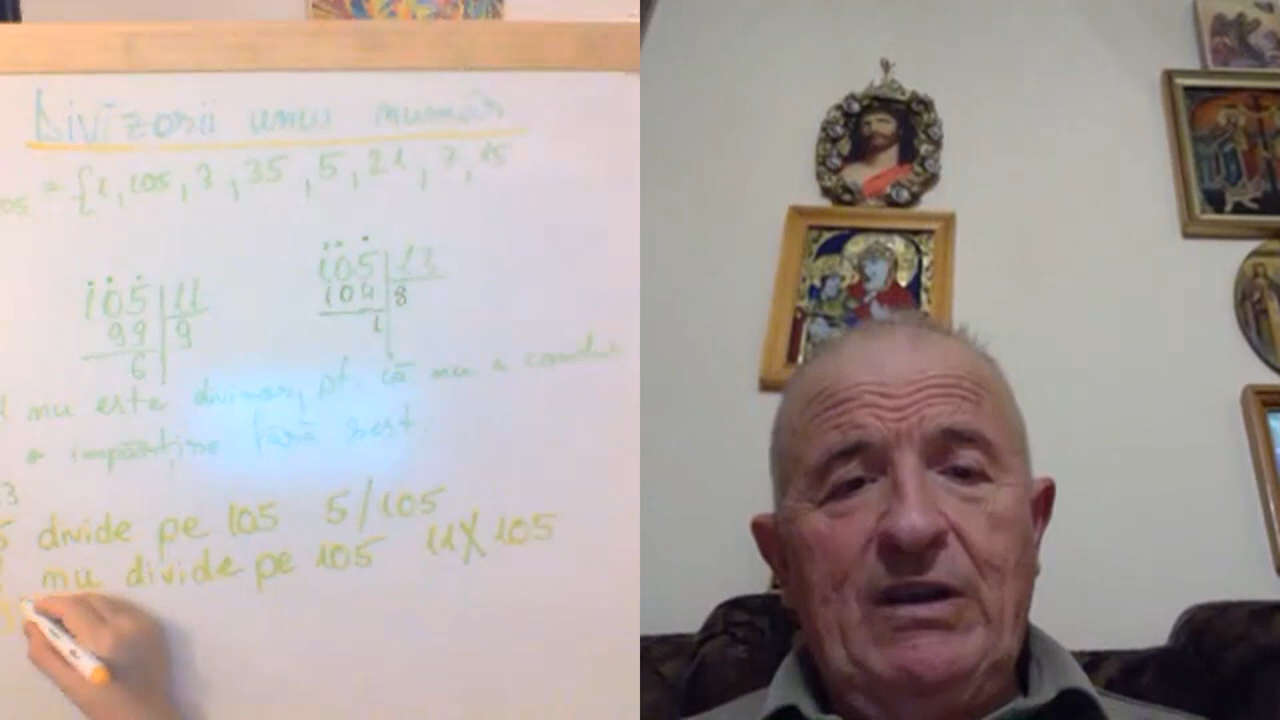 Divizorii unui număr
= {1, 105, 3, 35, 5, 21, 7, 15
105 | 11
99 | 9
6
105 | 13
104 | 8
1
nu este divizor, pt. că nu a
o împărțire fără rest.
13
5 divide pe 105 5/105
nu divide pe 105 11∤105